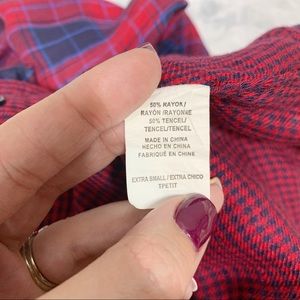 50% RAYON/
RAYÓN /RAYONNE
50% TENCEL/
TENCEL/TENCEL
MADE IN CHINA
HECHO EN CHINA
FABRIQUÉ EN CHINE
EXTRA SMALL / EXTRA CHICO
TPETIT